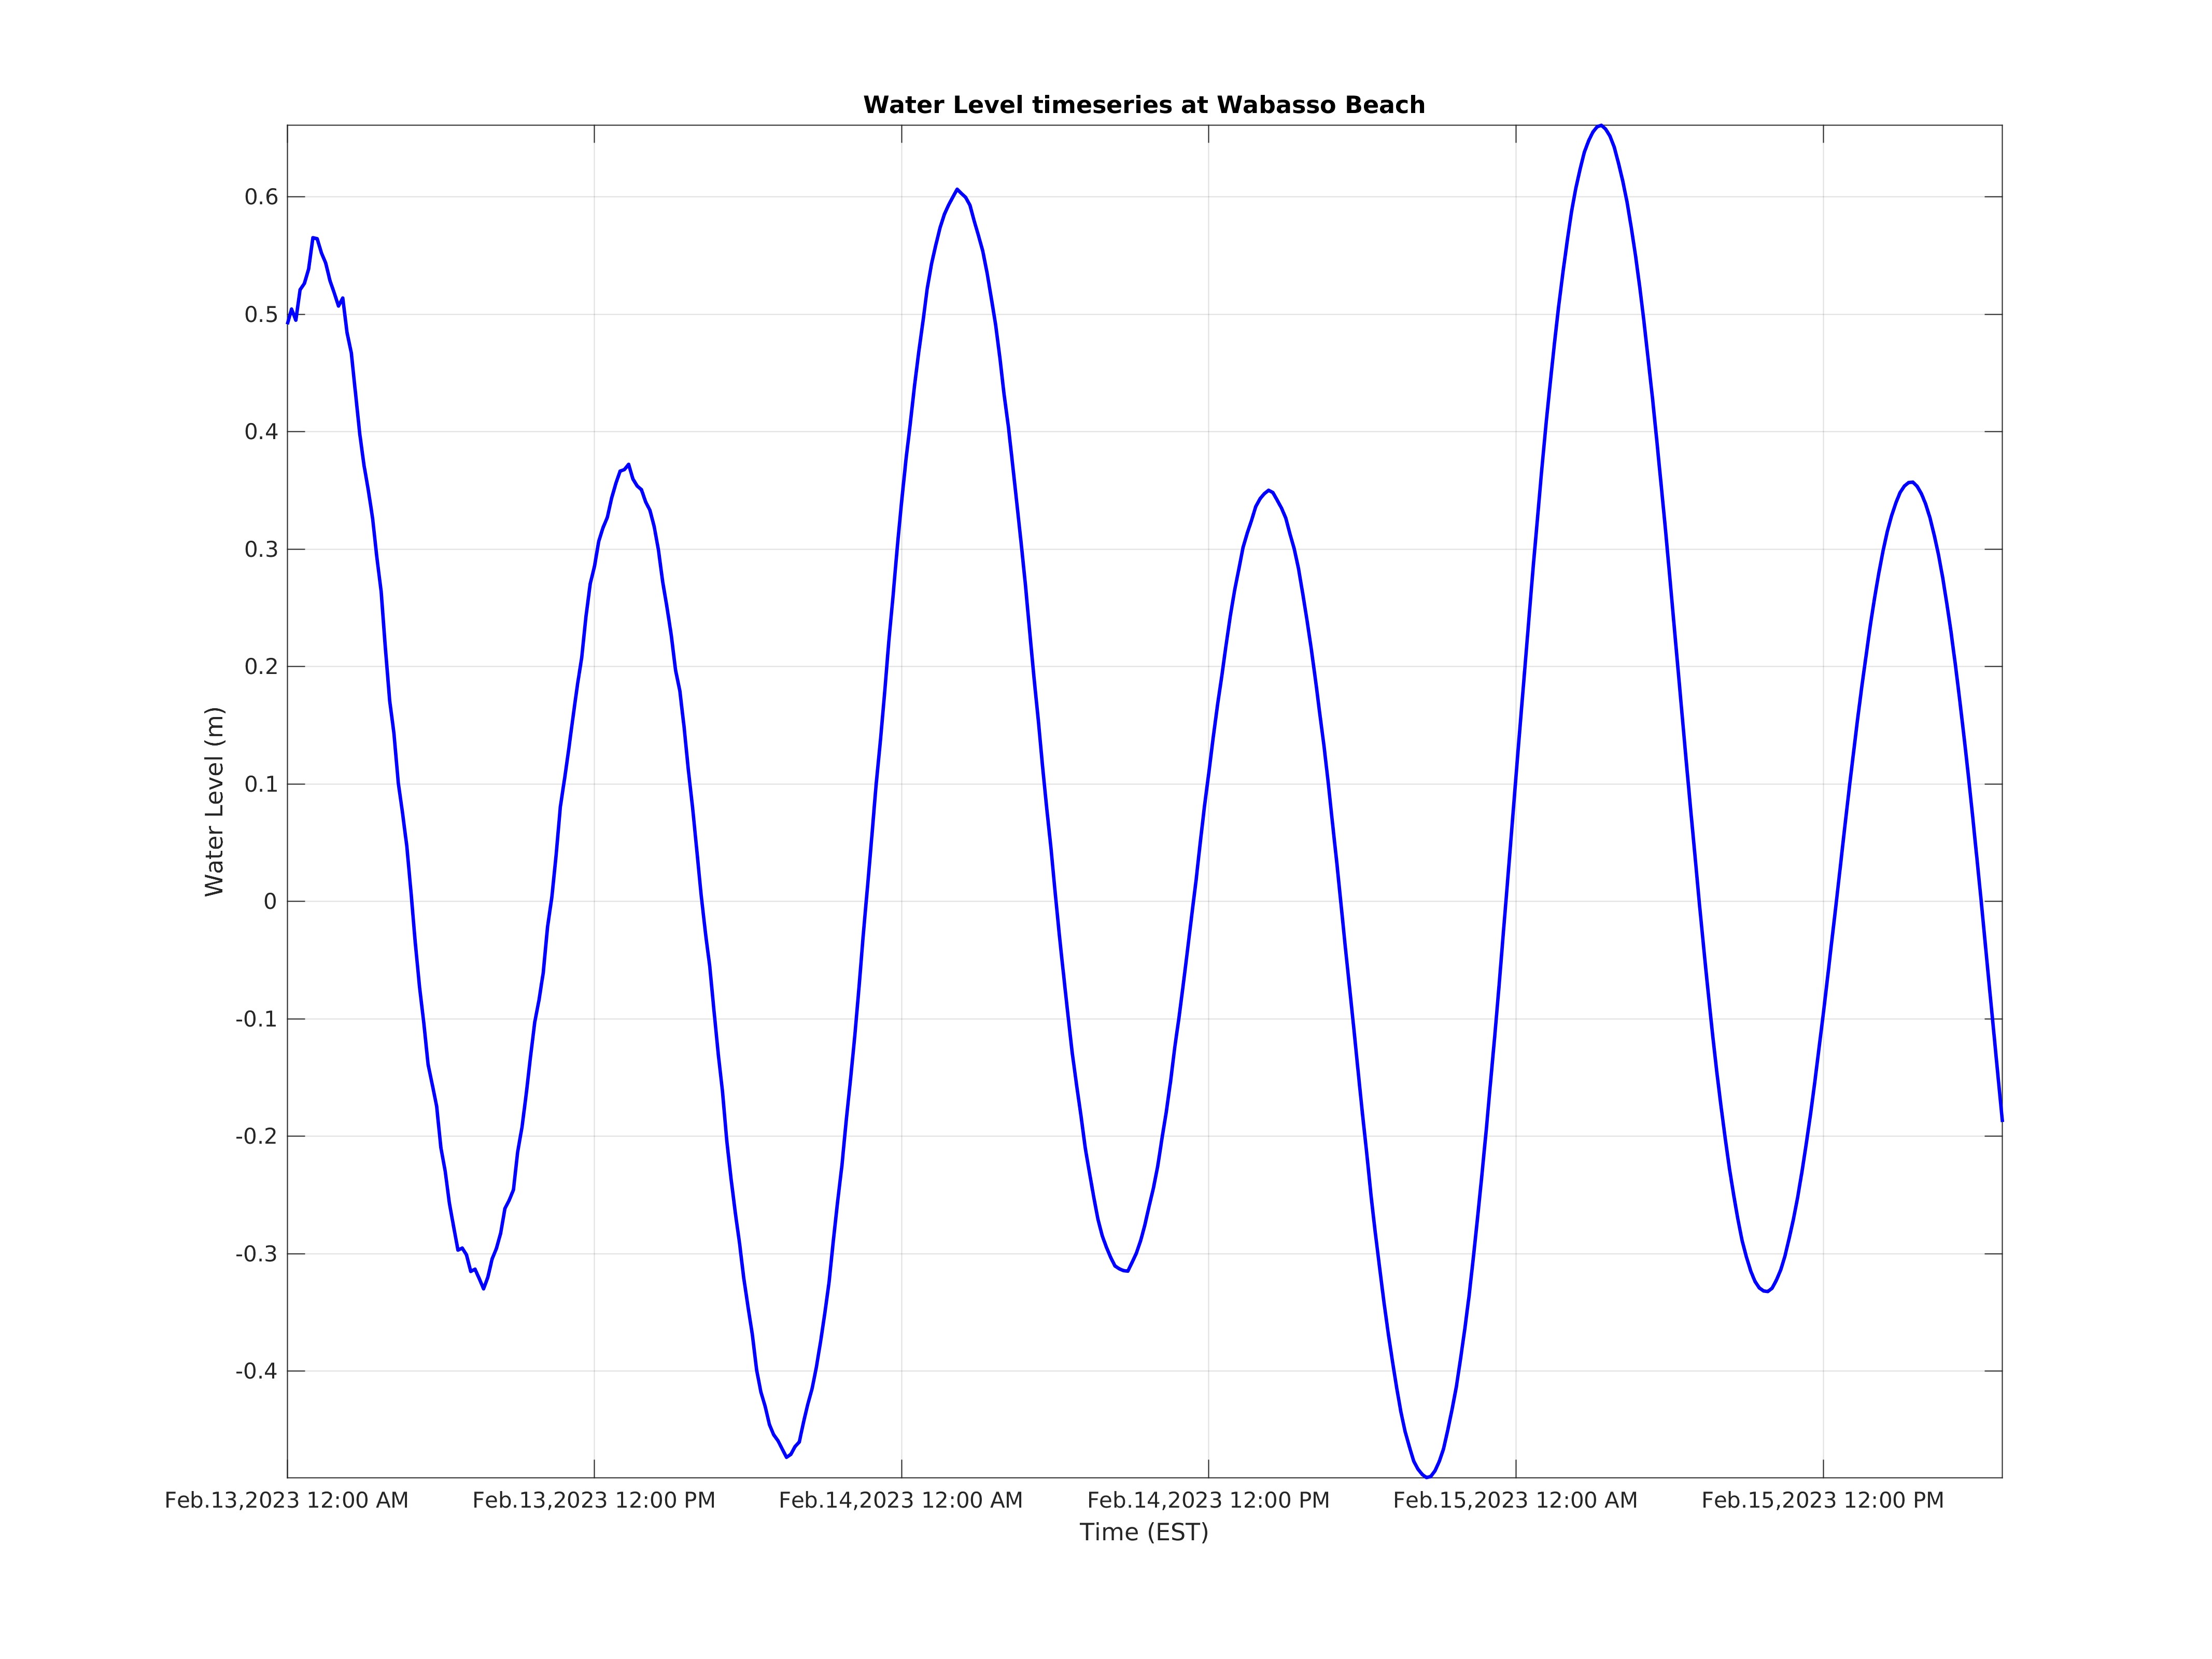 Water Level timeseries at Wabasso Beach
0.6
0.5
0.4
0.3
0.2
0.1
0
-0.1
-0.2
-0.3
-0.4
Water Level (m)
Feb.13,2023 12:00 AM Feb.13,2023 12:00 PM Feb.14,2023 12:00 AM Feb.14,2023 12:00 PM Feb.15,2023 12:00 AM Feb.15,2023 12:00 PM
Time (EST)